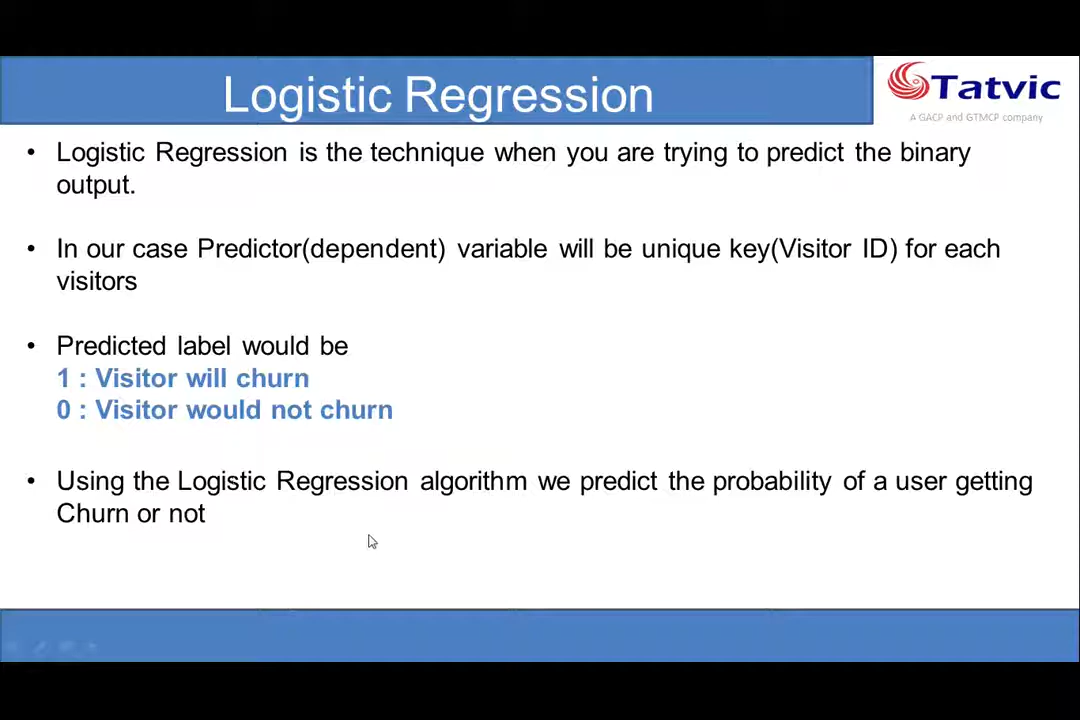 Logistic Regression
Tatvic
A GACP and GTMCP company
• Logistic Regression is the technique when you are trying to predict the binary
output.
• In our case Predictor(dependent) variable will be unique key(Visitor ID) for each
visitors
• Predicted label would be
1 : Visitor will churn
0 : Visitor would not churn
• Using the Logistic Regression algorithm we predict the probability of a user getting
Churn or not